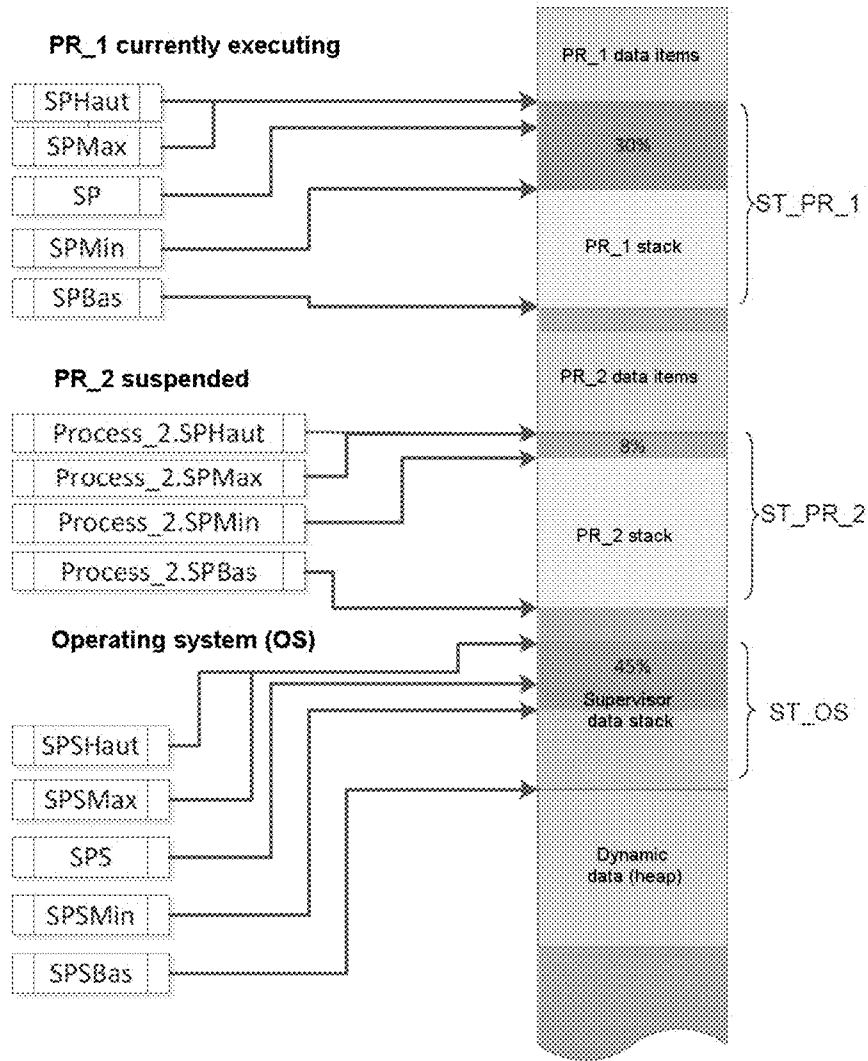 PR_1 currently executing
PR_1 data items
SPHaut
SPMax
30%
SP
ST_PR_1
SPMin
PR_1 stack
SPBas
PR_2 suspended
PR_2 data items
Process_2.SPHaut
8%
Process_2.SPMax
ST_PR_2
Process_2.SPMin
PR_2 stack
Process_2.SPBas
Operating system (OS)
45%
Supervisor
data stack
ST_OS
SPSHaut
SPSMax
SPS
Dynamic
data (heap)
SPSMin
SPSBas